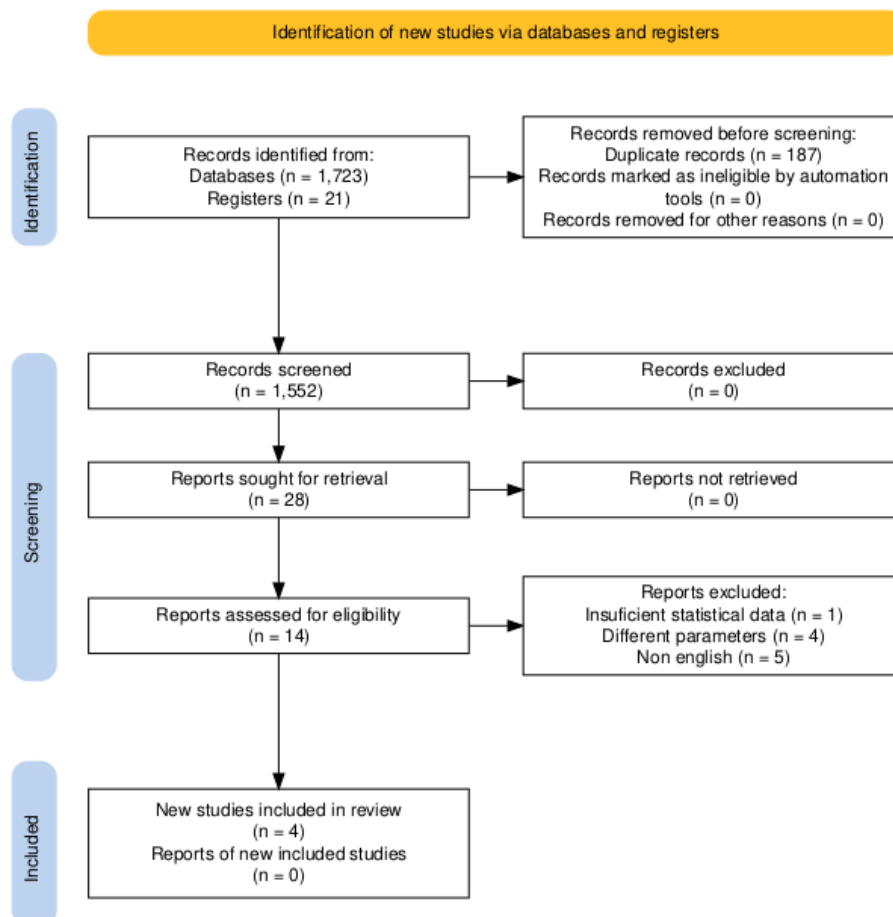 Identification of new studies via databases and registers
Identification
Records identified from:
Databases (n = 1,723)
Registers (n = 21)
Records removed before screening:
Duplicate records (n = 187)
Records marked as ineligible by automation
tools (n = 0)
Records removed for other reasons (n = 0)
Screening
Records screened
(n = 1,552)
Records excluded
(n = 0)
Reports sought for retrieval
(n = 28)
Reports not retrieved
(n = 0)
Reports assessed for eligibility
(n = 14)
Reports excluded:
Insuficient statistical data (n = 1)
Different parameters (n = 4)
Non english (n = 5)
Included
New studies included in review
(n = 4)
Reports of new included studies
(n = 0)